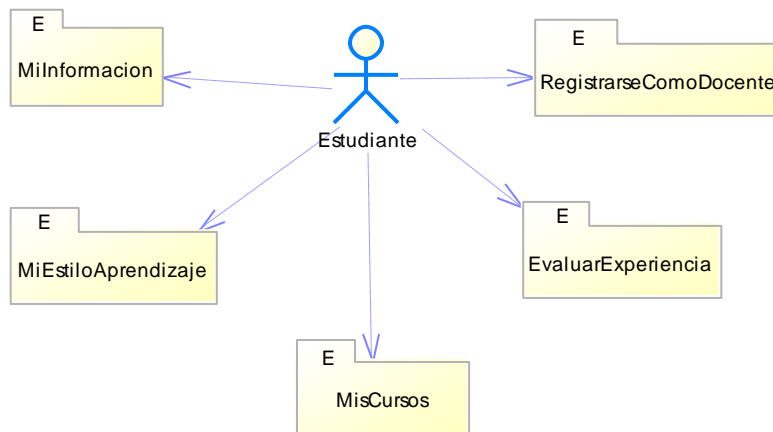 E
MiInformacion
E
RegistrarseComoDocente
Estudiante
E
MiEstiloAprendizaje
E
EvaluarExperiencia
E
MisCursos